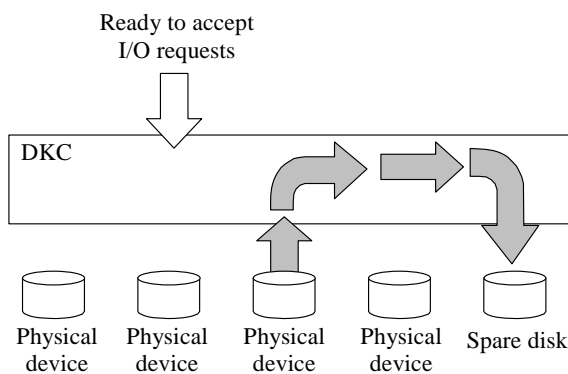 Ready to accept
I/O requests
DKC
Physical
device
Physical
device
Physical
device
Physical
device
Spare disk